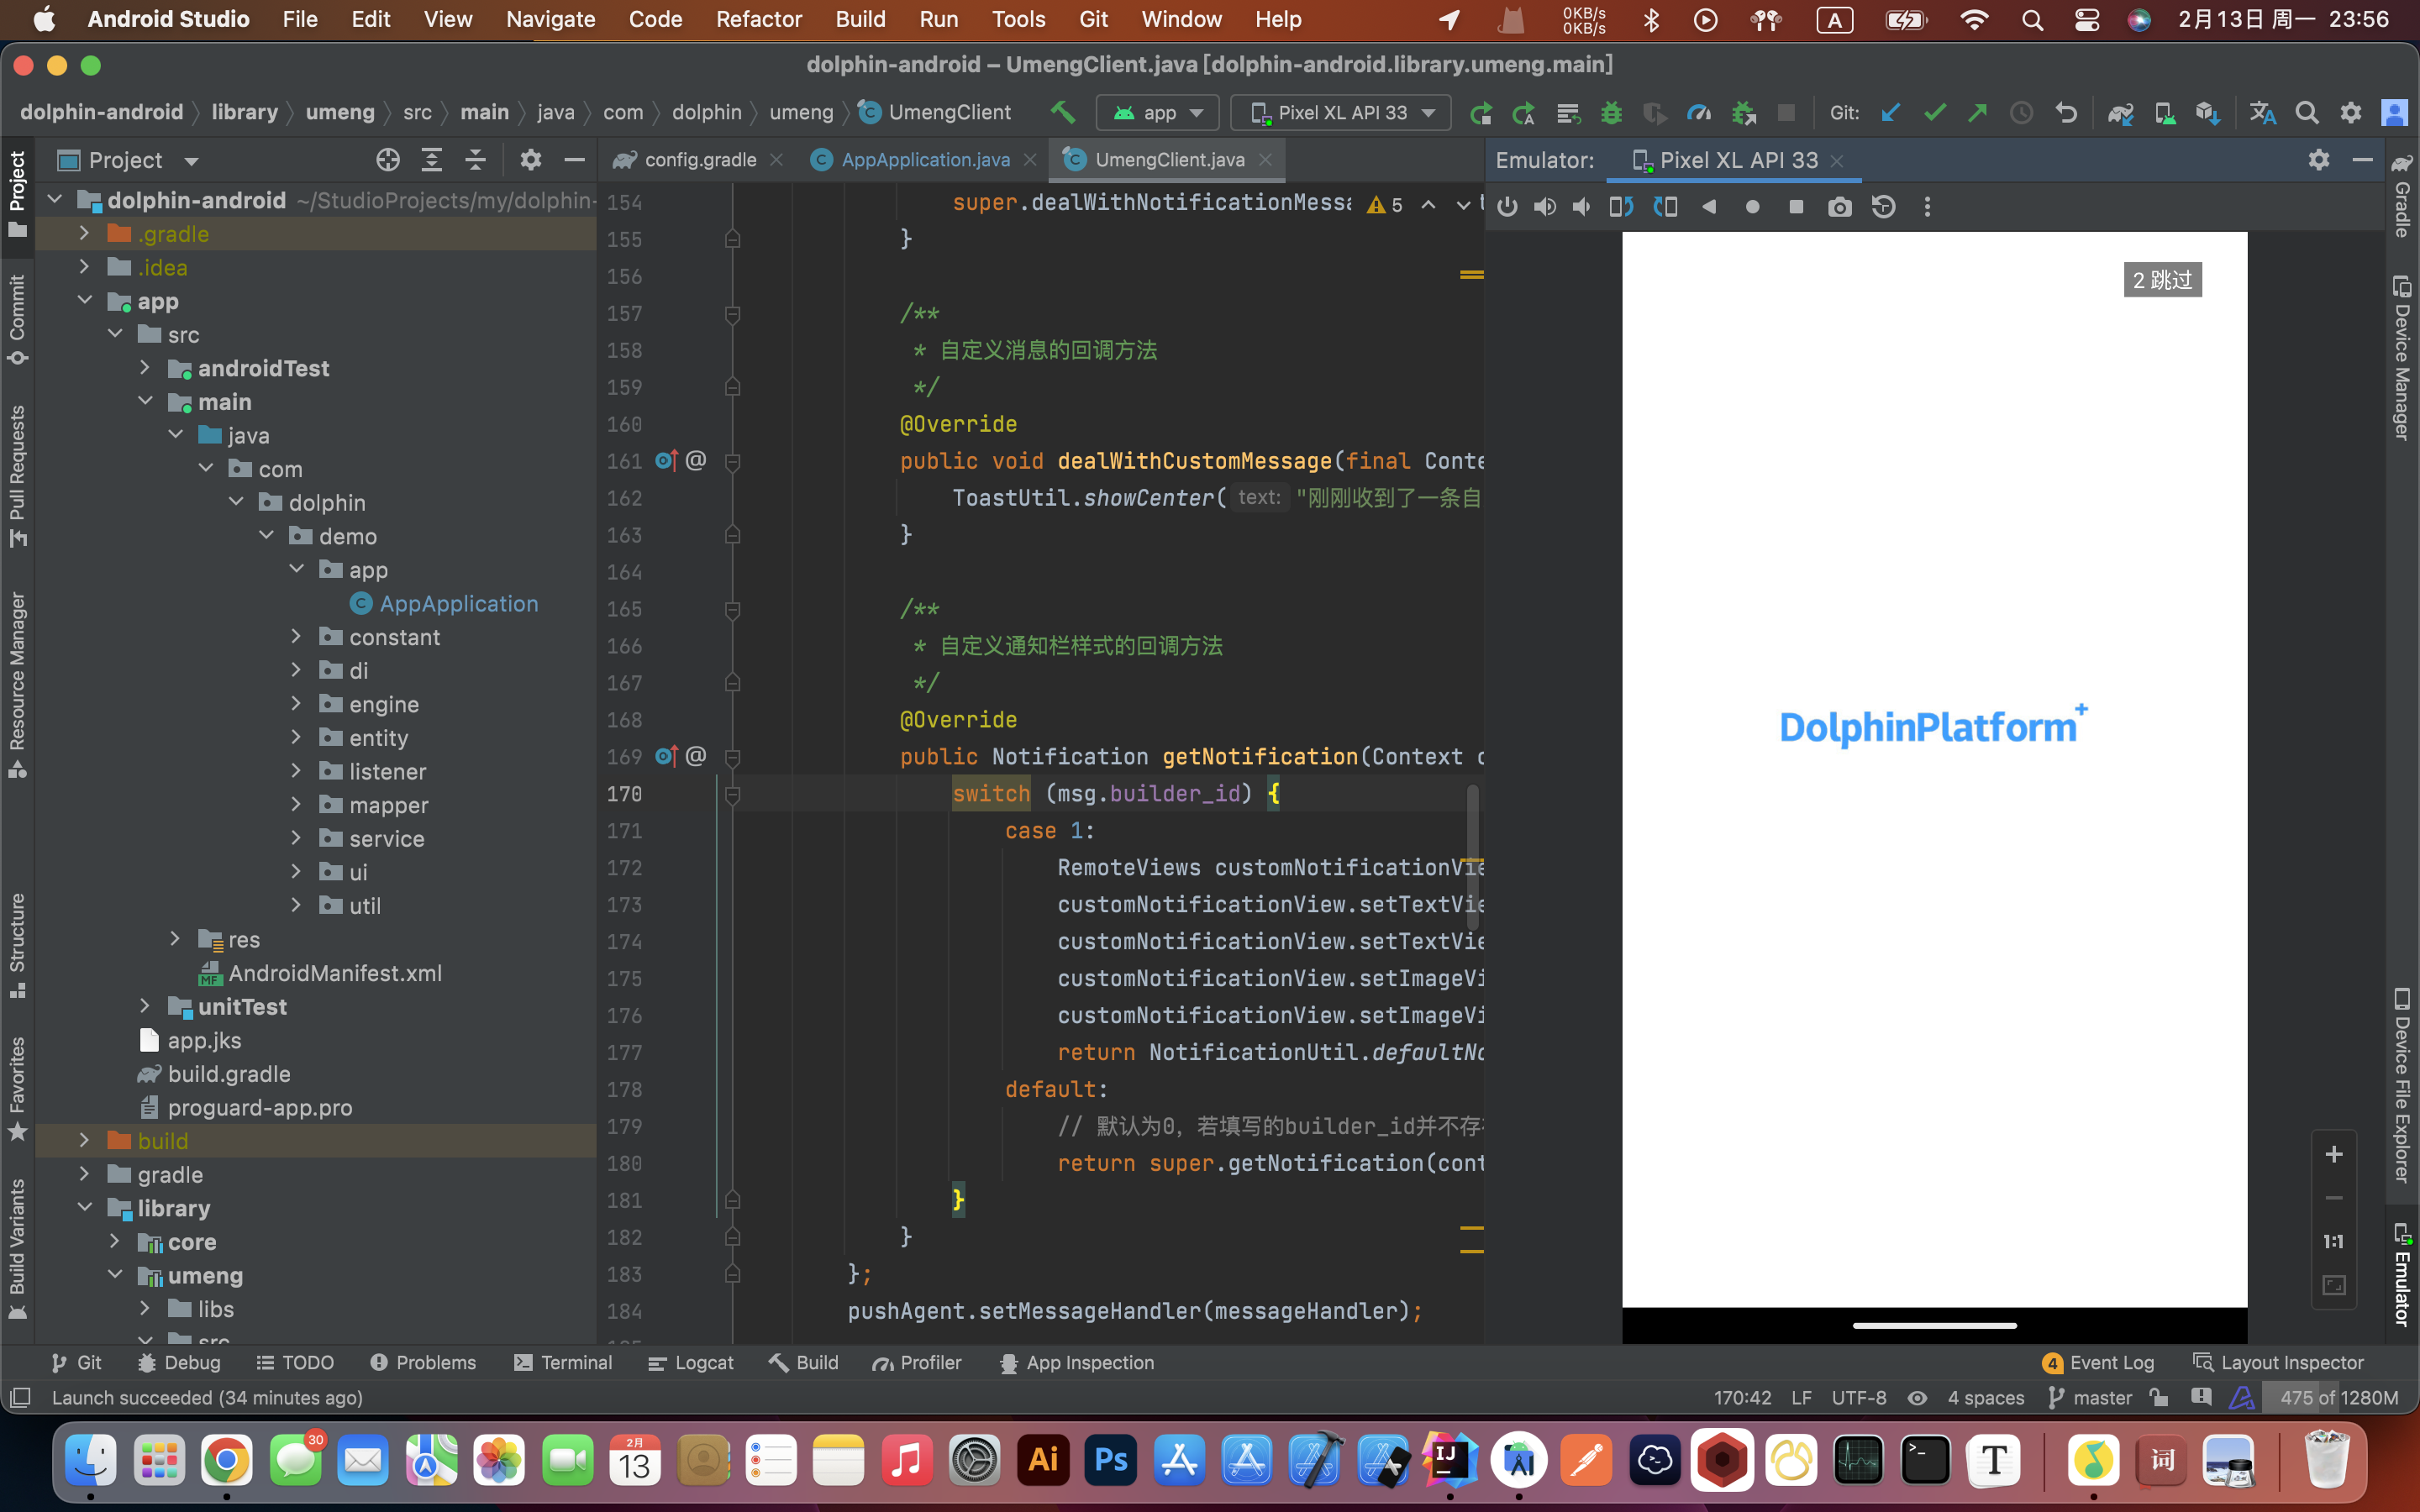 Android Studio File Edit View Navigate Code Refactor Build Run Tools Git Window Help 0KB/s 0KB/s A 2月13日 周一 23:56
dolphin-android – UmengClient.java [dolphin-android.library.umeng.main]
dolphin-android library umeng src main java com dolphin umeng UmengClient app Pixel XL API 33 Git:
Project
config.gradle AppApplication.java UmengClient.java
Emulator: Pixel XL API 33
Project
Commit
Pull Requests
Resource Manager
Structure
Favorites
Build Variants
dolphin-android ~/StudioProjects/my/dolphin-
.gradle
.idea
app
src
androidTest
main
java
com
dolphin
demo
app
AppApplication
constant
di
engine
entity
listener
mapper
service
ui
util
res
AndroidManifest.xml
unitTest
app.jks
build.gradle
proguard-app.pro
build
gradle
library
core
umeng
libs
src
154 super.dealWithNotificationMess 5
155 }
156
157 /**
158 * 自定义消息的回调方法
159 */
160 @Override
161 public void dealWithCustomMessage(final Conte
162 ToastUtil.showCenter( text: "刚刚收到了一条自
163 }
164
165 /**
166 * 自定义通知栏样式的回调方法
167 */
168 @Override
169 public Notification getNotification(Context c
170 switch (msg.builder_id) {
171 case 1:
172 RemoteViews customNotificationVie
173 customNotificationView.setTextVie
174 customNotificationView.setTextVie
175 customNotificationView.setImageVi
176 customNotificationView.setImageVi
177 return NotificationUtil.defaultNo
178 default:
179 // 默认为0，若填写的builder_id并不存
180 return super.getNotification(cont
181 }
182 }
183 };
184 pushAgent.setMessageHandler(messageHandler);
2 跳过
DolphinPlatform+
1:1
Gradle
Device Manager
Device File Explorer
Emulator
Git Debug TODO Problems Terminal Logcat Build Profiler App Inspection 4 Event Log Layout Inspector
Launch succeeded (34 minutes ago) 170:42 LF UTF-8 4 spaces master 475 of 1280M
30 2月 13 Ai Ps IJ T 词